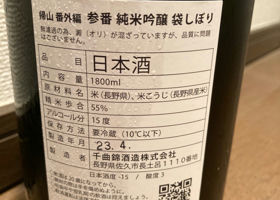 帰山 番外編 参番 純米吟醸 袋しぼり
無濾過の為、澱(オリ)が混ざっていますが、品質に問題は
ございません。
品目 日本酒
内容量 1800ml
原材料名 米(長野県)、米こうじ(長野県産米)
精米歩合 55%
アルコール分 15度
保存方法 要冷蔵(10℃以下)
製造年月 23.4.
製造者 千曲錦酒造株式会社
長野県佐久市長土呂1110番地
日本酒度-15 / 酸度3